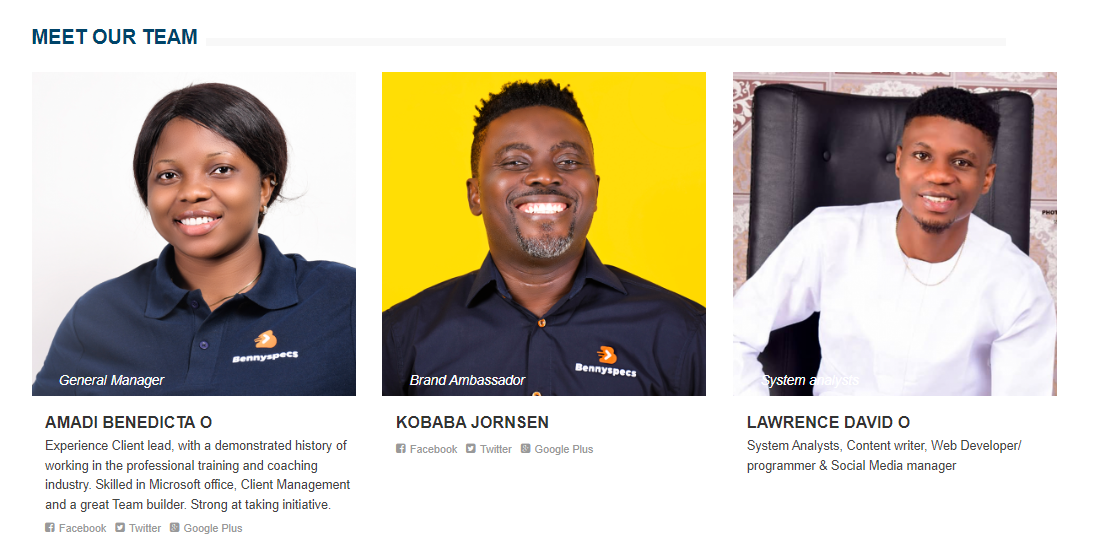 MEET OUR TEAM
Bennyspecs
General Manager
Bennyspecs
Brand Ambassador
PHOT
System analysts
AMADI BENEDICTA O
Experience Client lead, with a demonstrated history of
working in the professional training and coaching
industry. Skilled in Microsoft office, Client Management
and a great Team builder. Strong at taking initiative.
Facebook Twitter Google Plus
KOBABA JORNSEN
Facebook Twitter Google Plus
LAWRENCE DAVID O
System Analysts, Content writer, Web Developer/
programmer & Social Media manager